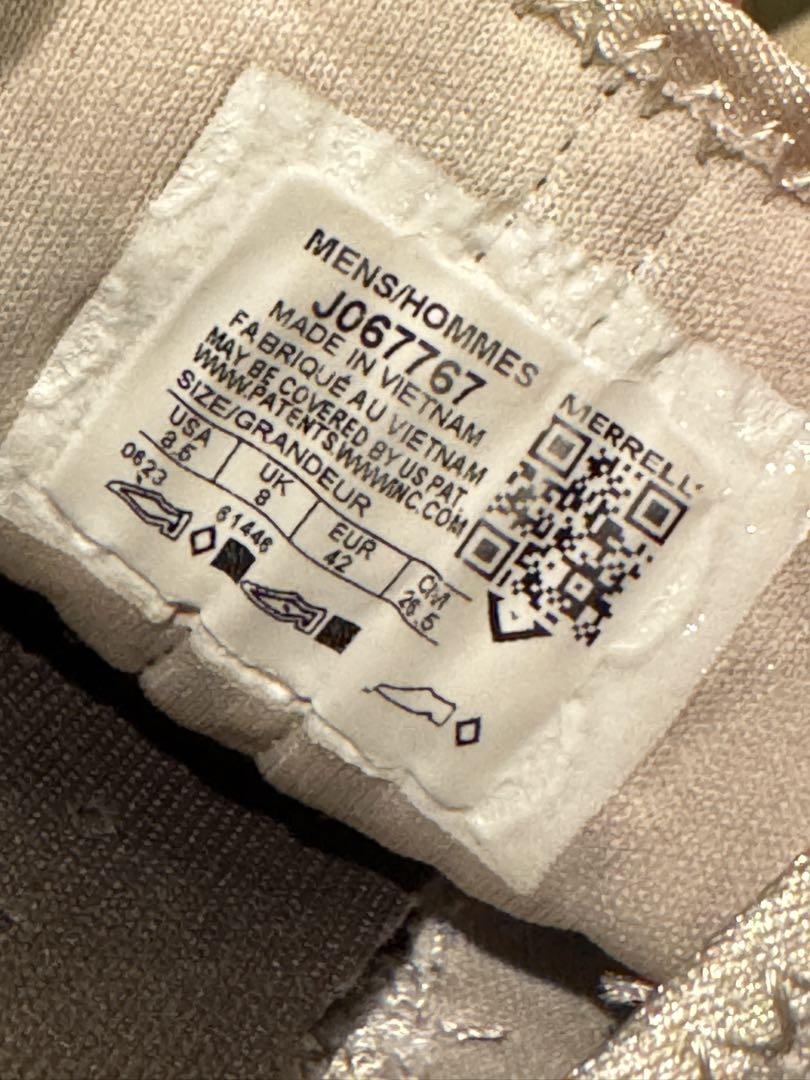 MENS/HOMMES
J067767
MADE IN VIETNAM
FABRIQUÉ AU VIETNAM
MAY BE COVERED BY US PAT
WWW.PATENTS.WWWINC.COM
SIZE/GRANDEUR
USA UK EUR CM
8.5 8 42 26.5
0623 61446
MERRELL